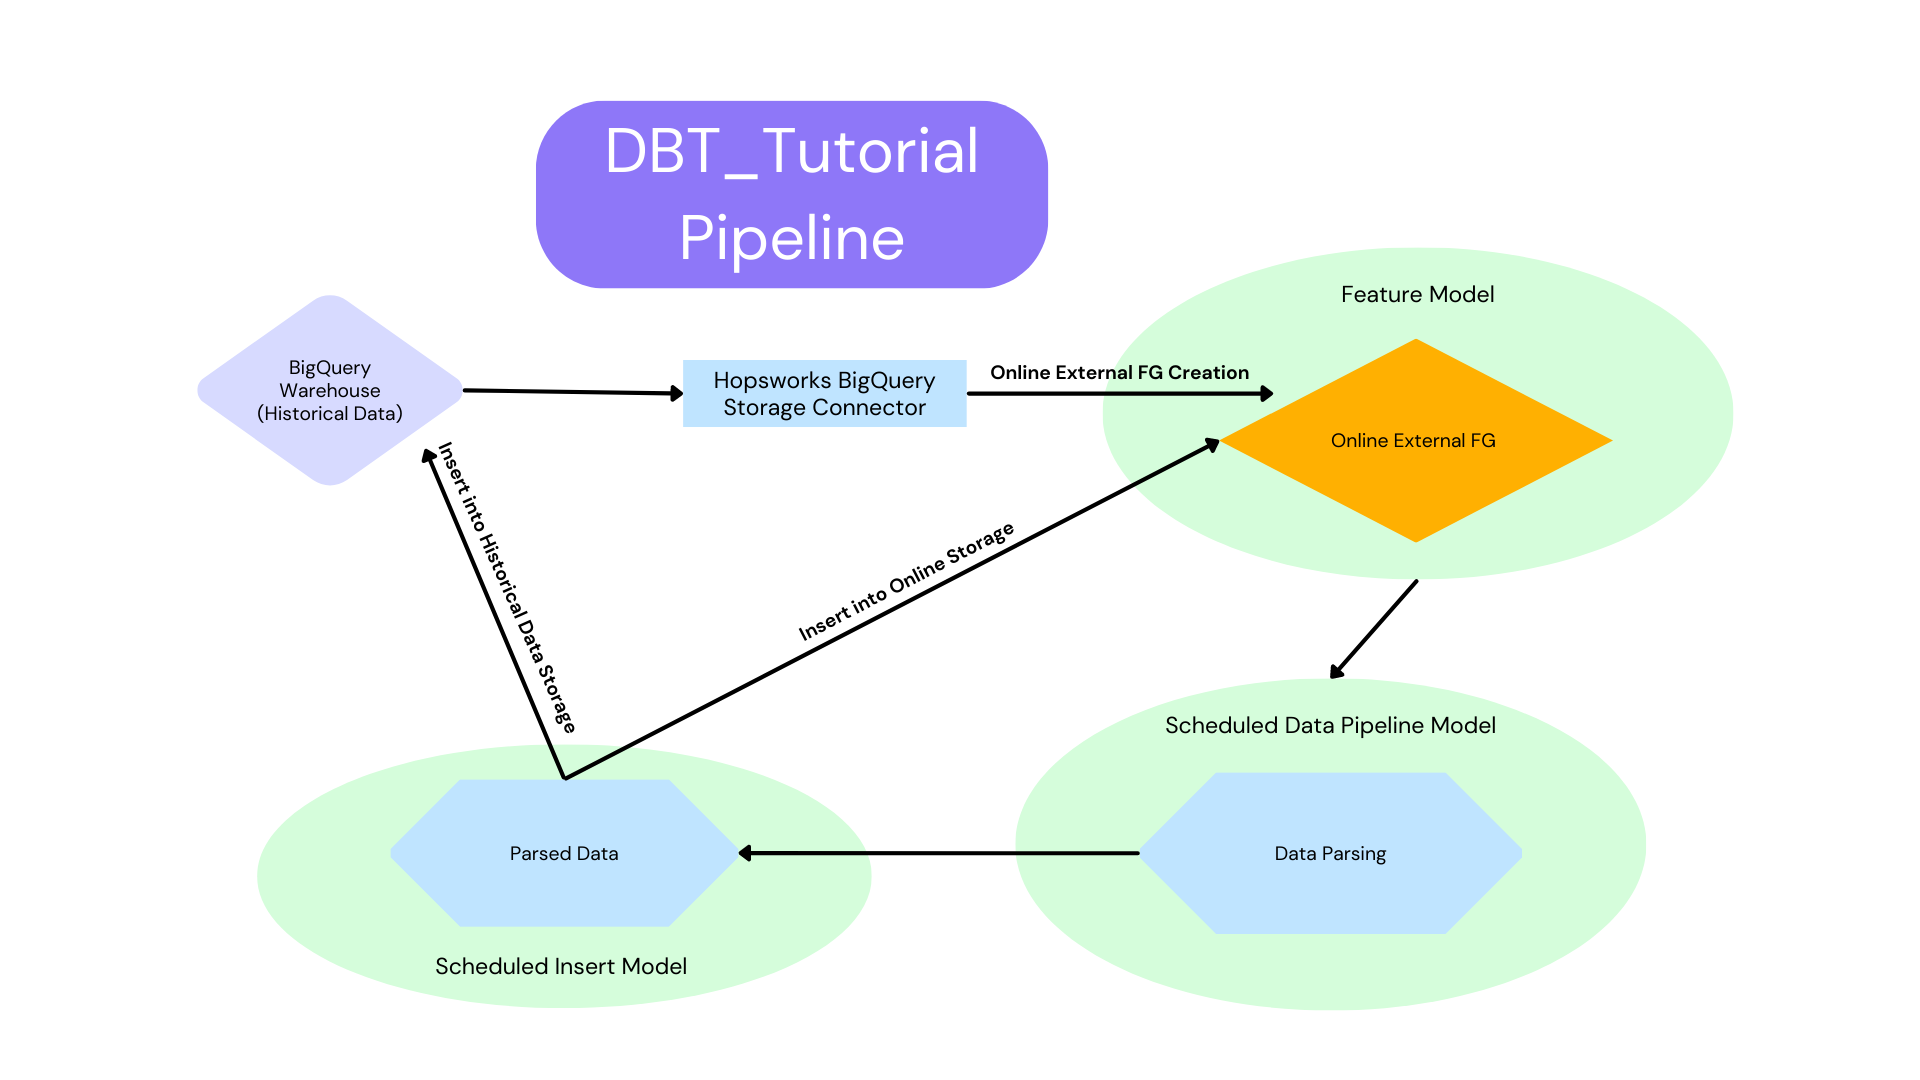 DBT_Tutorial
Pipeline
Feature Model
BigQuery
Warehouse
(Historical Data)
Hopsworks BigQuery
Storage Connector
Online External FG Creation
Online External FG
Insert into Historical Data Storage
Insert into Online Storage
Scheduled Data Pipeline Model
Parsed Data
Data Parsing
Scheduled Insert Model